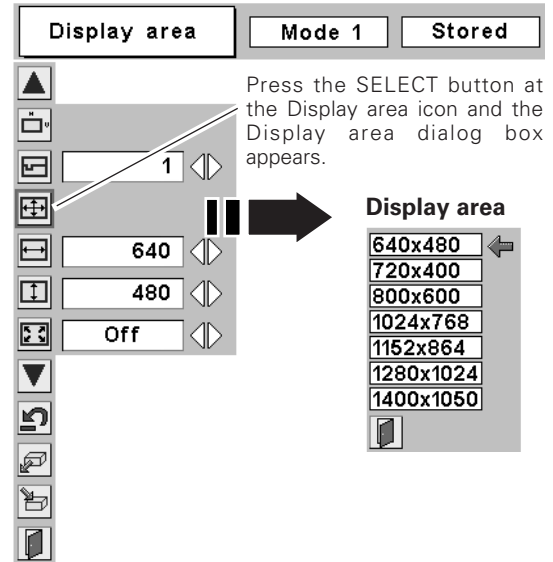 Display area
Mode 1
Stored
Press the SELECT button at
the Display area icon and the
Display area dialog box
appears.
H
V
1
640
480
Off
Display area
640x480
720x400
800x600
1024x768
1152x864
1280x1024
1400x1050